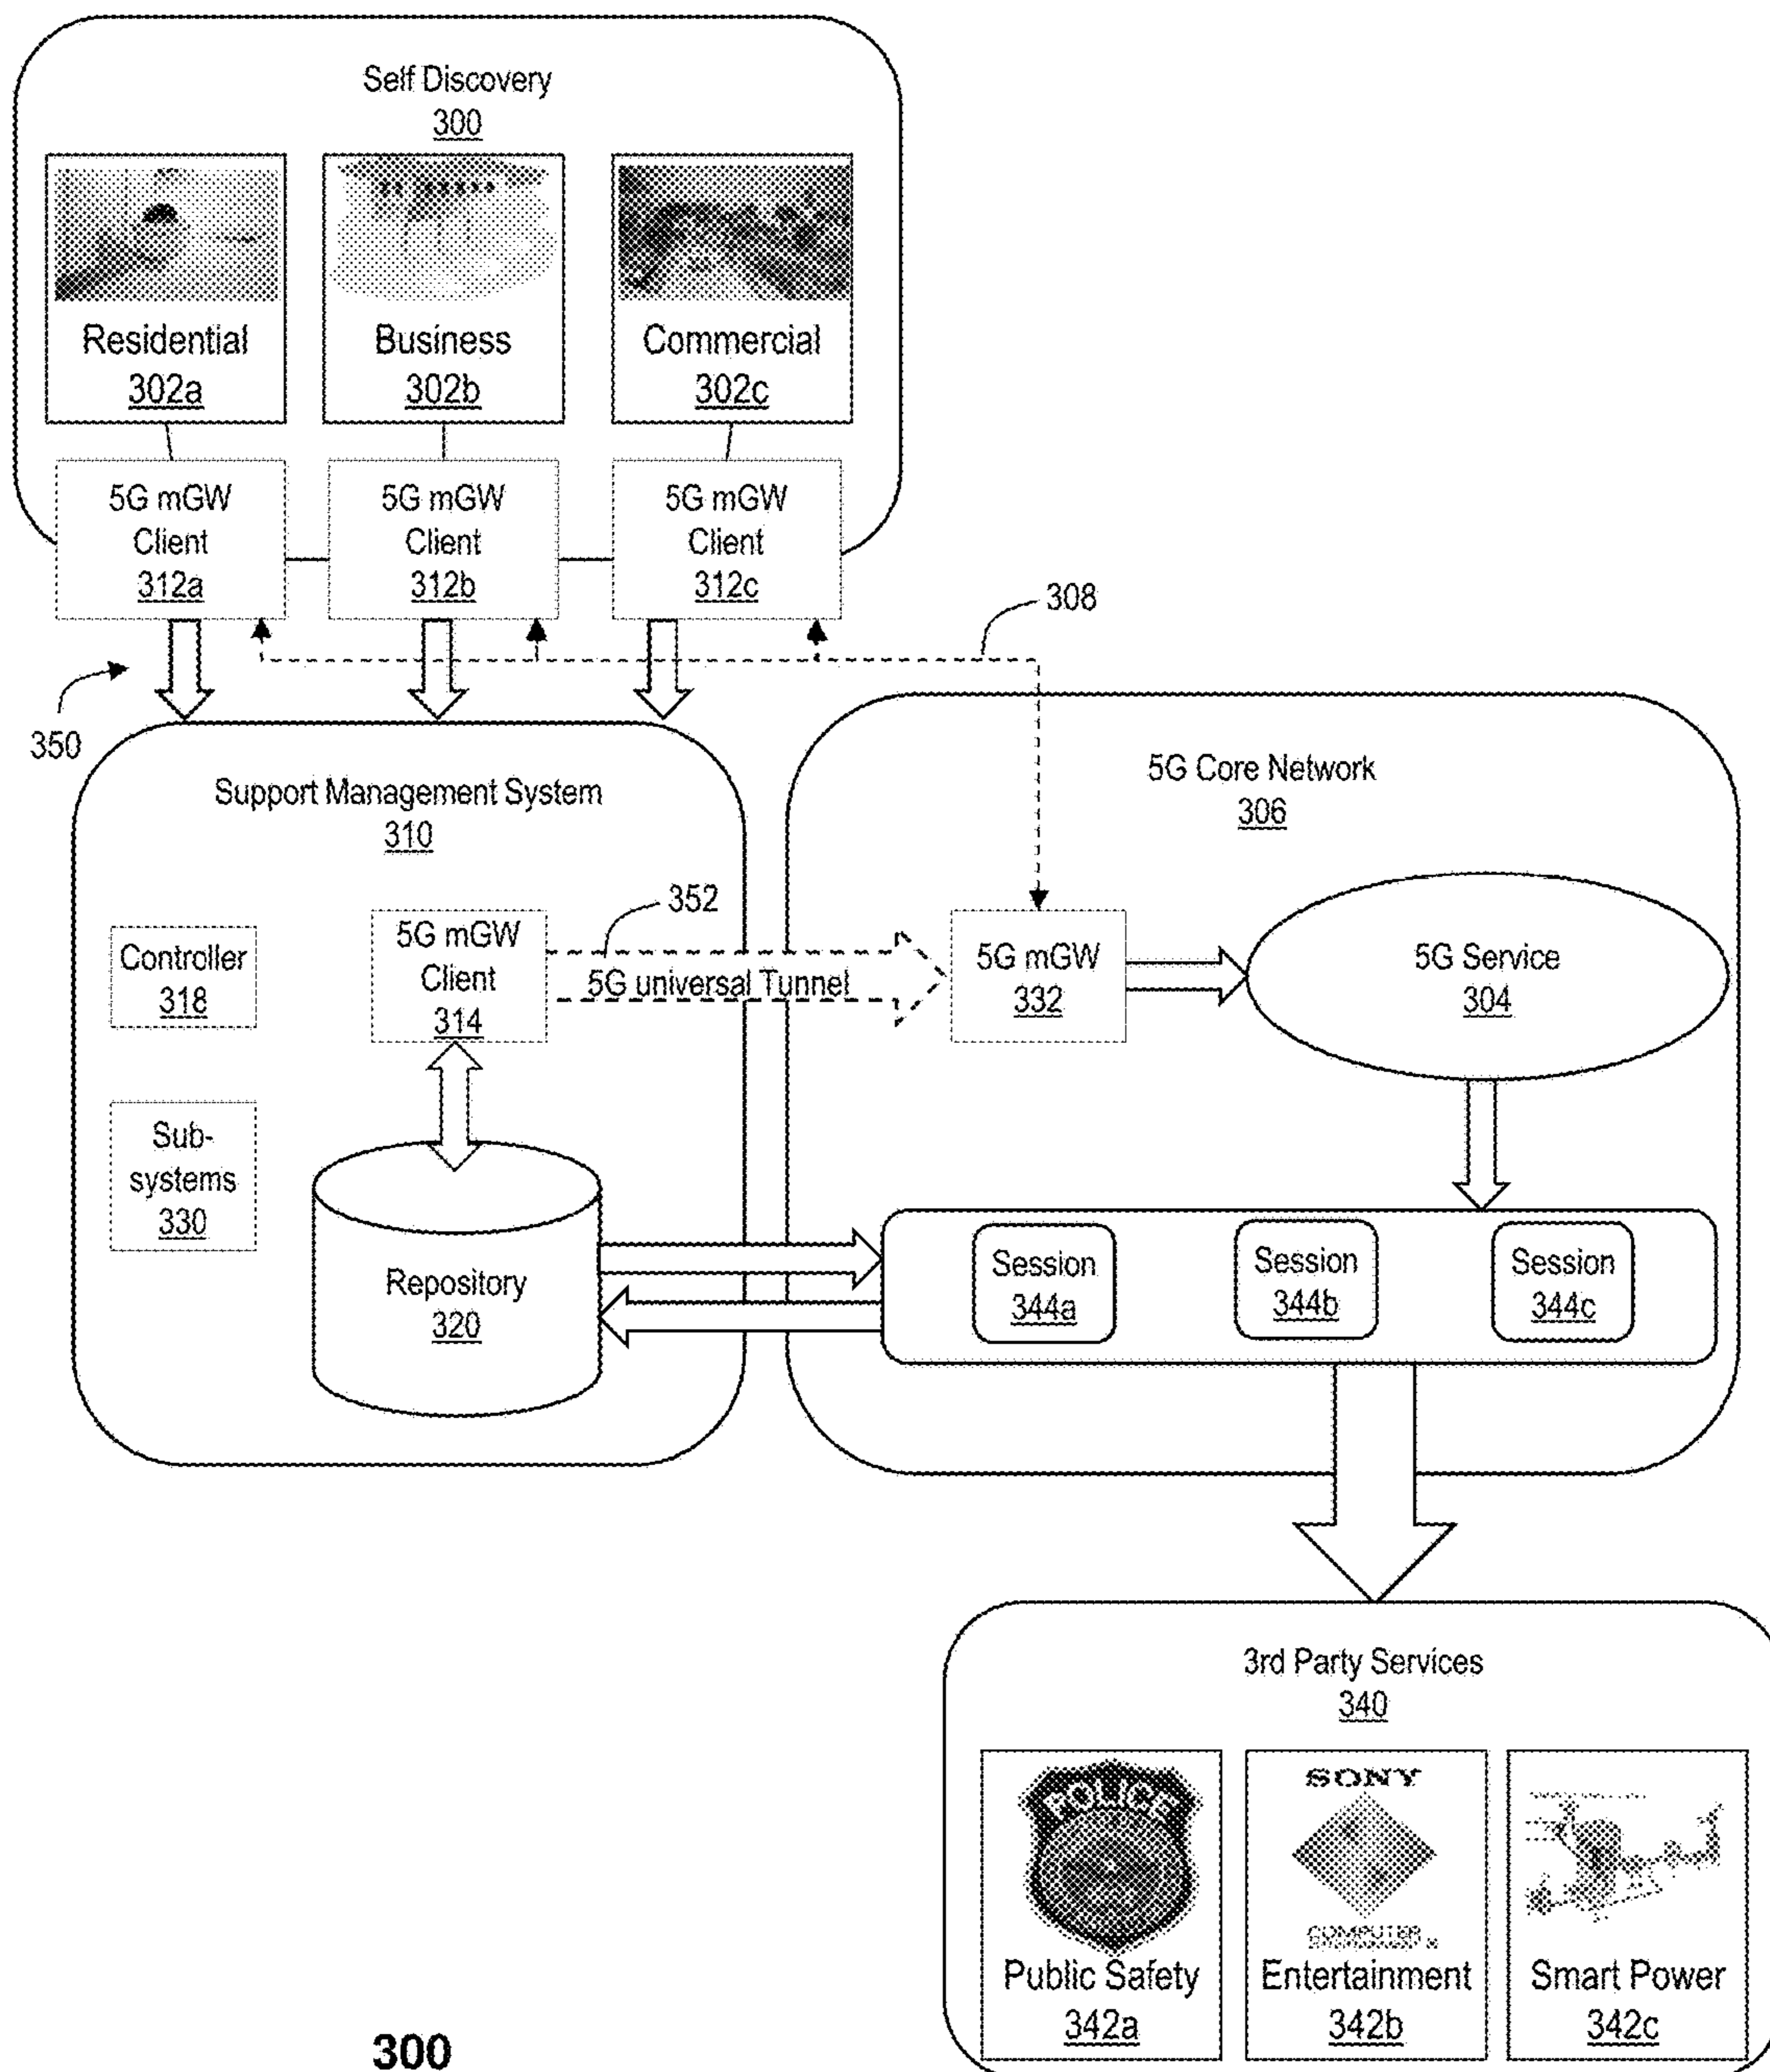 Self Discovery
300
Residential
302a
Business
302b
Commercial
302c
5G mGW
Client
312a
5G mGW
Client
312b
5G mGW
Client
312c
308
350
Support Management System
310
5G Core Network
306
352
Controller
318
5G mGW
Client
314
5G universal Tunnel
5G mGW
332
5G Service
304
Sub-
systems
330
Repository
320
Session
344a
Session
344b
Session
344c
3rd Party Services
340
POLICE
Public Safety
342a
SONY
COMPUTER
Entertainment
342b
Smart Power
342c
300